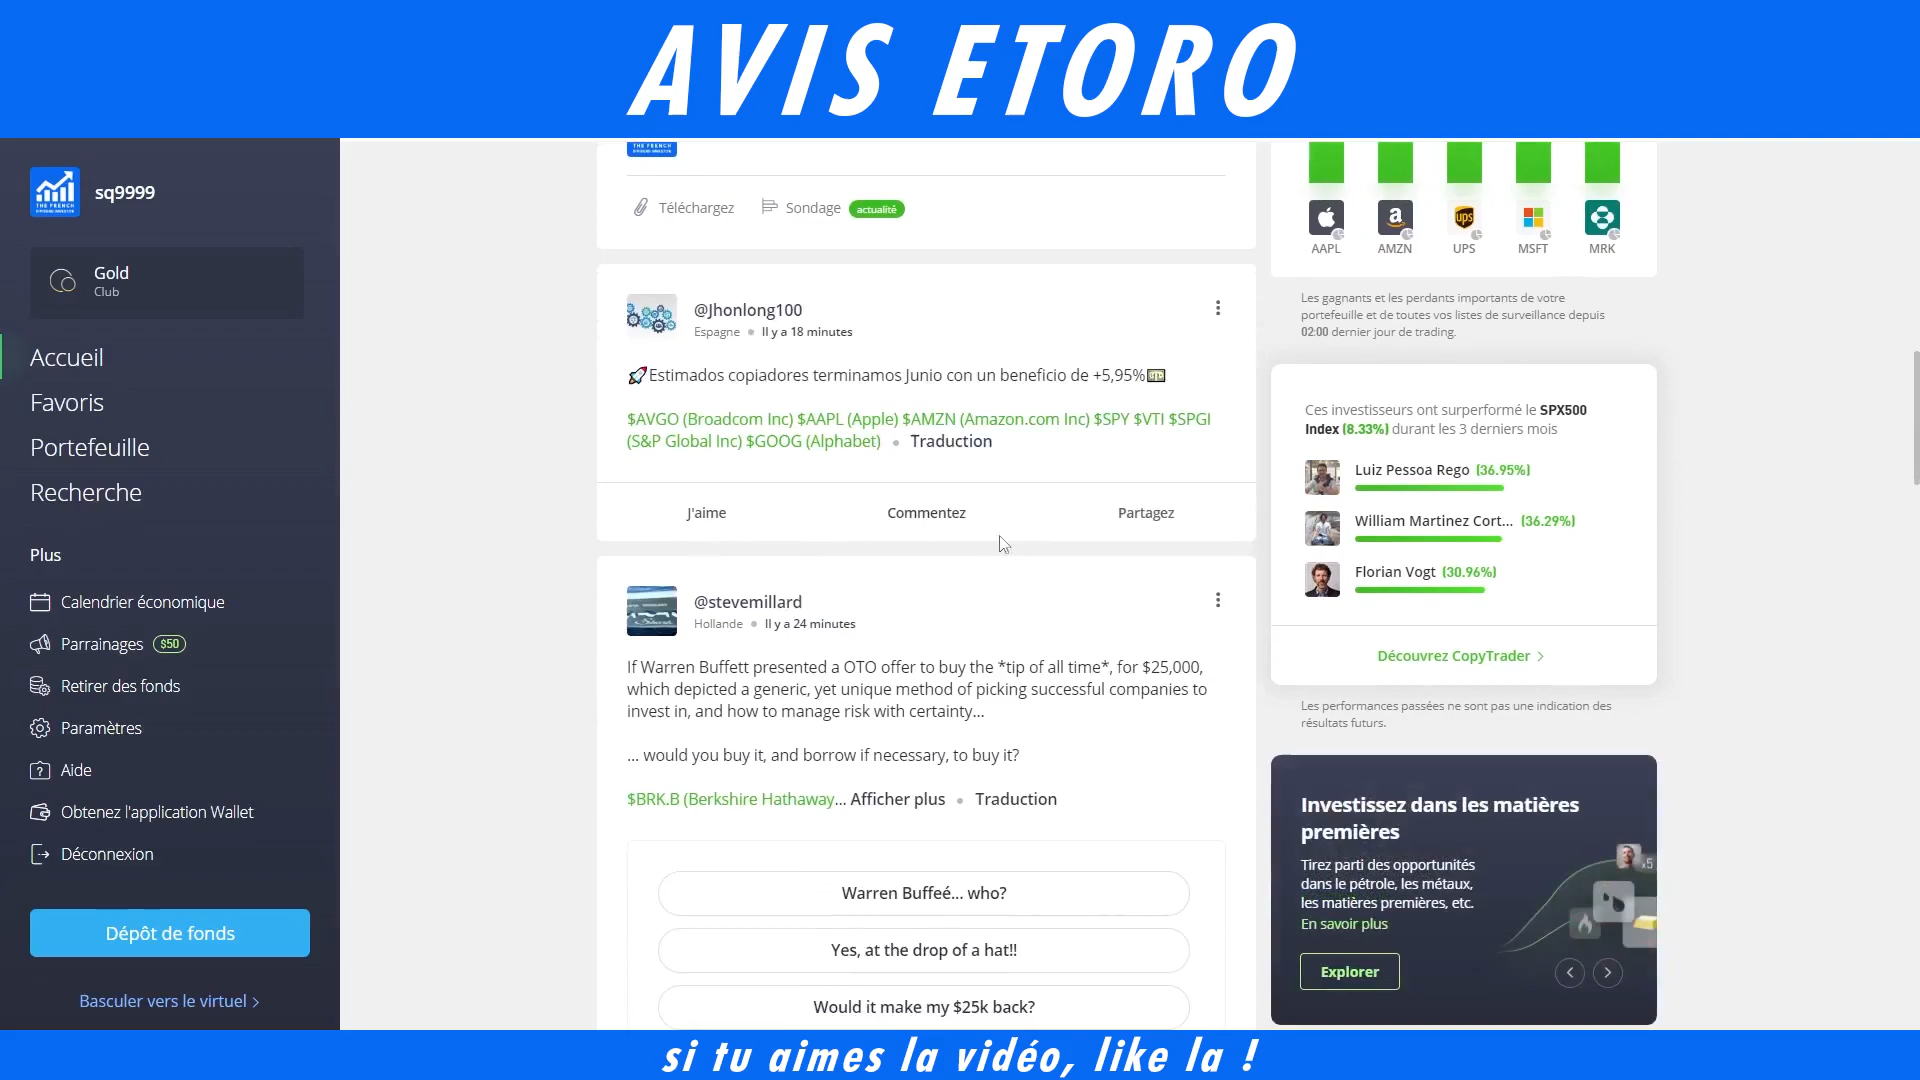 AVIS ETORO
THE FRENCH
DIVIDEND INVESTOR
sq9999
Gold
Club
Accueil
Favoris
Portefeuille
Recherche
Plus
Calendrier économique
Parrainages $50
Retirer des fonds
Paramètres
Aide
Obtenez l'application Wallet
Déconnexion
Dépôt de fonds
Basculer vers le virtuel >
THE FRENCH
DIVIDEND INVESTOR
Téléchargez Sondage actualité
@Jhonlong100
Espagne • Il y a 18 minutes
🚀Estimados copiadores terminamos Junio con un beneficio de +5,95%💵
$AVGO (Broadcom Inc) $AAPL (Apple) $AMZN (Amazon.com Inc) $SPY $VTI $SPGI
(S&P Global Inc) $GOOG (Alphabet) • Traduction
J'aime Commentez Partagez
@stevemillard
Hollande • Il y a 24 minutes
If Warren Buffett presented a OTO offer to buy the *tip of all time*, for $25,000,
which depicted a generic, yet unique method of picking successful companies to
invest in, and how to manage risk with certainty...
... would you buy it, and borrow if necessary, to buy it?
$BRK.B (Berkshire Hathaway... Afficher plus • Traduction
Warren Buffeé... who?
Yes, at the drop of a hat!!
Would it make my $25k back?
a
ups
AAPL AMZN UPS MSFT MRK
Les gagnants et les perdants importants de votre
portefeuille et de toutes vos listes de surveillance depuis
02:00 dernier jour de trading.
Ces investisseurs ont surperformé le SPX500
Index (8.33%) durant les 3 derniers mois
Luiz Pessoa Rego (36.95%)
William Martinez Cort... (36.29%)
Florian Vogt (30.96%)
Découvrez CopyTrader >
Les performances passées ne sont pas une indication des
résultats futurs.
Investissez dans les matières
premières
Tirez parti des opportunités
dans le pétrole, les métaux,
les matières premières, etc.
En savoir plus
x5
Explorer
si tu aimes la vidéo, like la !